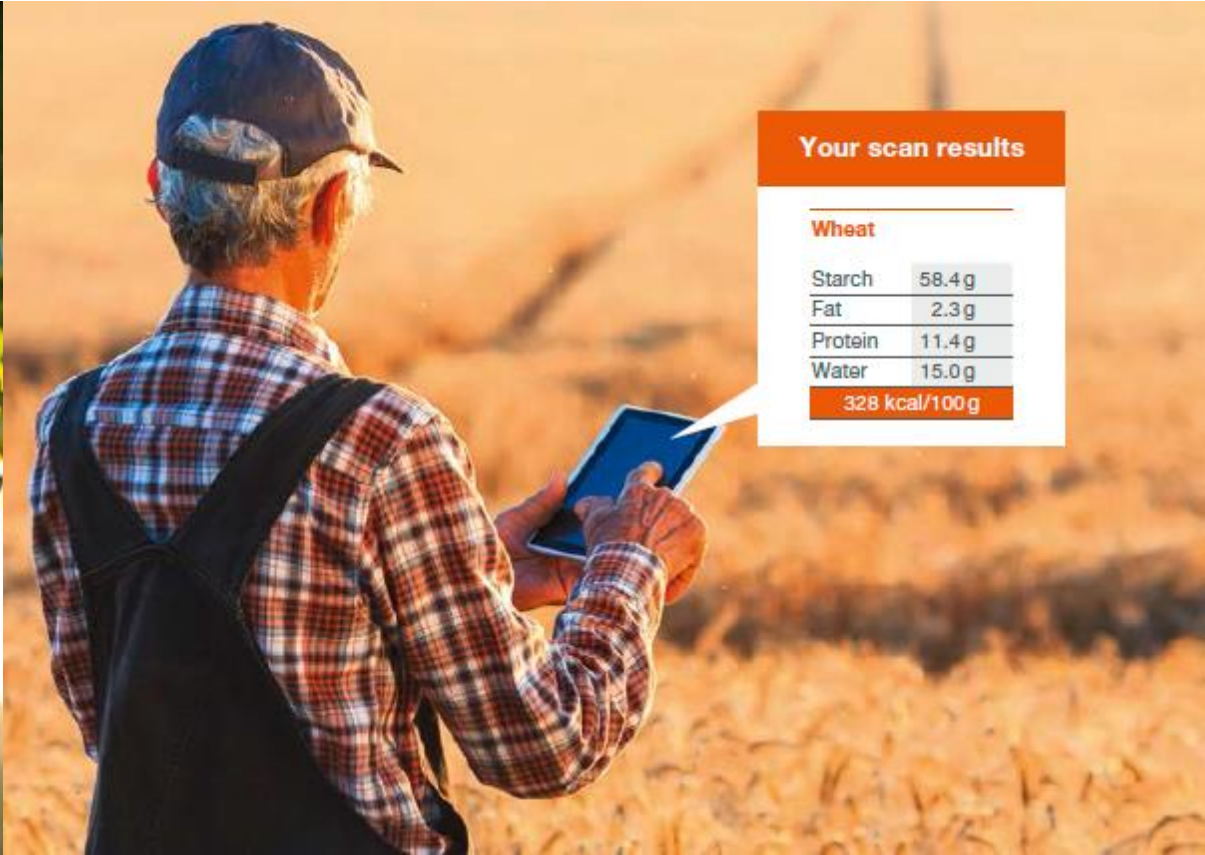 Your scan results
Wheat
Starch 58.4 g
Fat 2.3 g
Protein 11.4 g
Water 15.0 g
328 kcal/100 g